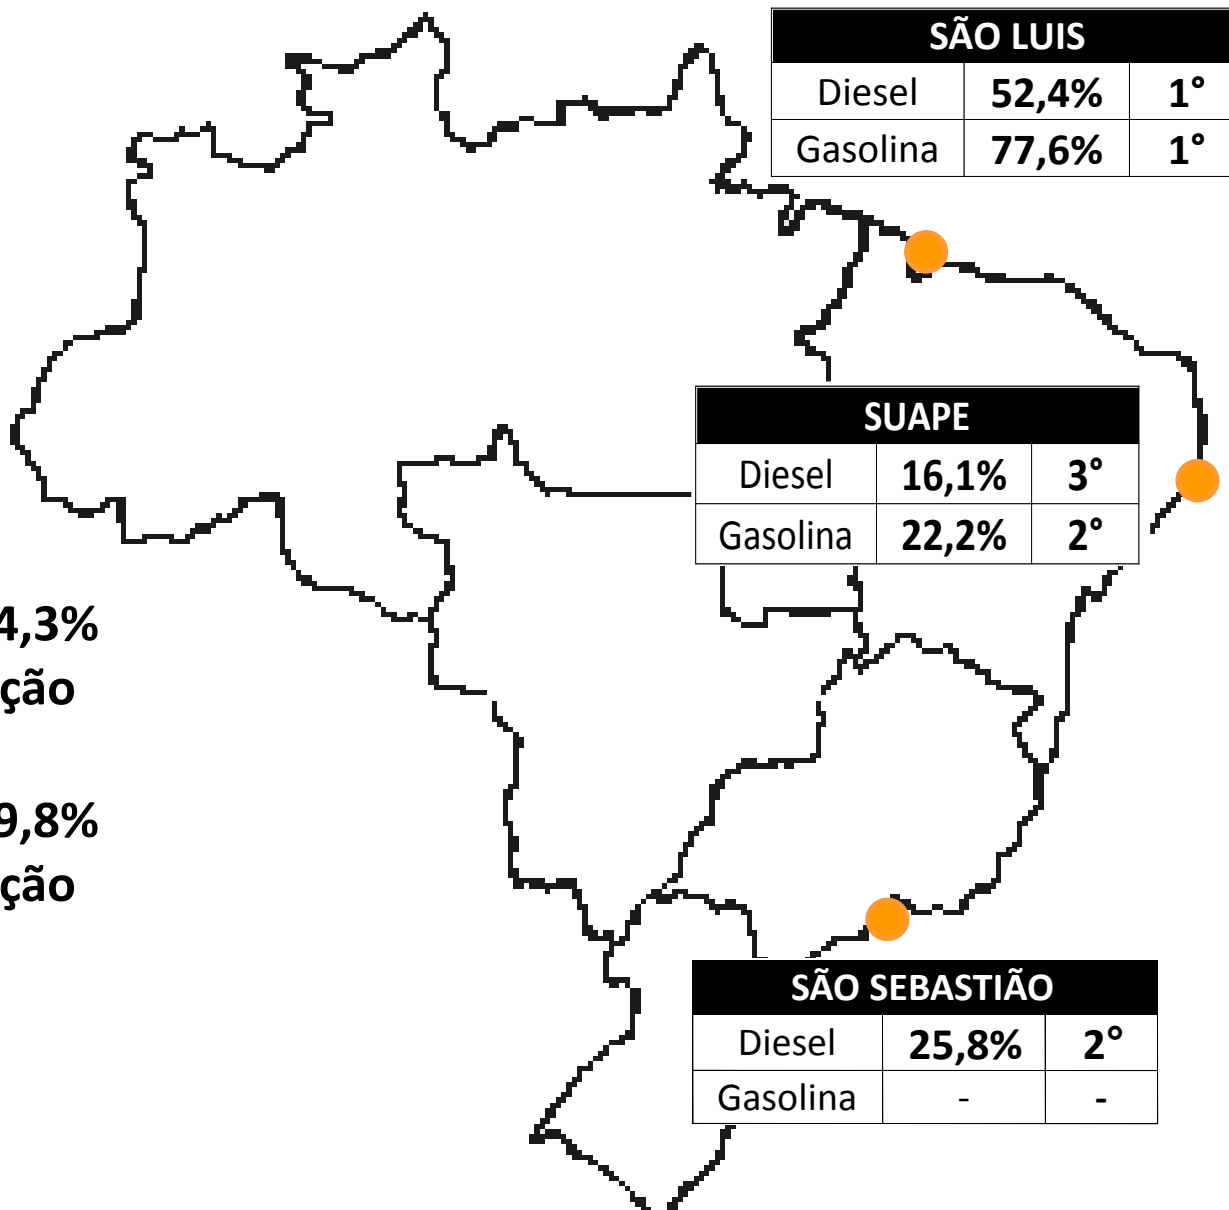 SÃO LUIS
Diesel 52,4% 1°
Gasolina 77,6% 1°
SUAPE
Diesel 16,1% 3°
Gasolina 22,2% 2°
4,3%
ção
9,8%
ção
SÃO SEBASTIÃO
Diesel 25,8% 2°
Gasolina - -